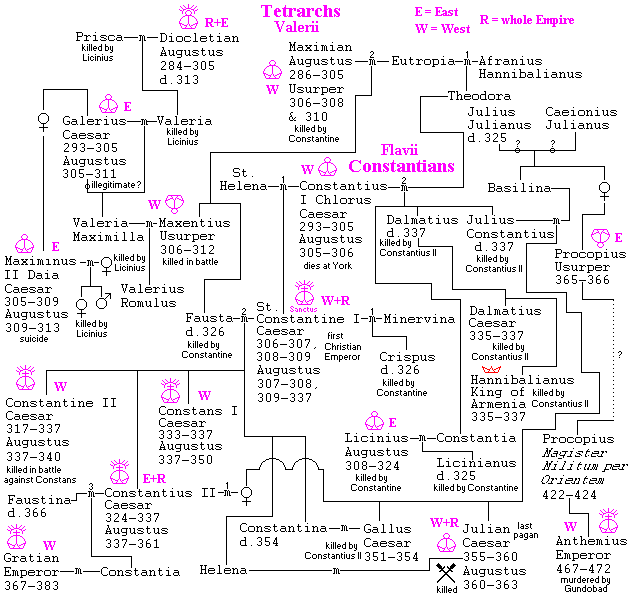 Tetrarchs
Valerii
E = East
W = West
R = whole Empire
R+E
Prisca m Diocletian
killed by
Licinius
Augustus
284-305
d.313
Maximian
Augustus
286-305
Usurper
306-308
& 310
killed by
Constantine
W
2
m Eutropia m
1
Afranius
Hannibalianus
Theodora
E
Galerius m Valeria
Caesar
293-305
Augustus
305-311
killed by
Licinius
illegitimate ?
Julius
Julianus
d.325
Caeionius
Julianus
? ?
Flavii
Constantians
St.
Helena m
1
W
Constantius m
2
I Chlorus
Caesar
293-305
Augustus
305-306
dies at York
Basilina
W
Valeria m Maxentius
Maximilla
Usurper
306-312
killed in battle
Dalmatius
d.337
killed by
Constantius II
Julius
Constantius
d.337
killed by
Constantius II
E
Procopius
Usurper
365-366
?
E
Maximinus m
II Daia
Caesar
305-309
Augustus
309-313
suicide
killed by
Licinius
killed by
Licinius
Valerius
Romulus
St.
Sanctus
W+R
Fausta m
2
Constantine I m
1
Minervina
d.326
killed by
Constantine
Caesar
306-307,
308-309
Augustus
307-308,
309-337
first
Christian
Emperor
Crispus
d.326
killed by
Constantine
Dalmatius
Caesar
335-337
killed by
Constantius II
Hannibalianus
King of
Armenia
335-337
killed by
Constantius II
W
Constantine II
Caesar
317-337
Augustus
337-340
killed in battle
against Constans
W
Constans I
Caesar
333-337
Augustus
337-350
E
Licinius m Constantia
Augustus
308-324
killed by
Constantine
Licinianus
d.325
killed by Constantine
Procopius
Magister
Militum per
Orientem
422-424
E+R
Faustina m
3
Constantius II m
1
d.366
Caesar
324-337
Augustus
337-361
Constantina m Gallus
d.354
killed by
Constantius II
Caesar
351-354
W+R
Julian
last
pagan
Caesar
355-360
Augustus
360-363
killed
Helena m
W
Anthemius
Emperor
467-472
murdered by
Gundobad
W
Gratian
Emperor m Constantia
367-383